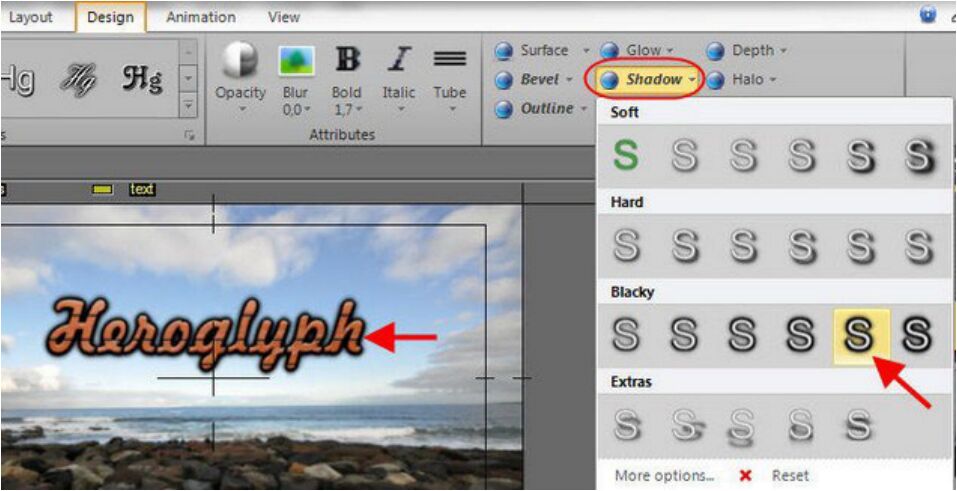 Layout Design Animation View
Hg Hg Hg
Opacity Blur Bold Italic Tube
0,0 1,7
Attributes
Surface Glow Depth
Bevel Shadow Halo
Outline
Soft
S S S S S S
Hard
S S S S S S
Blacky
S S S S S S
Extras
S S S S S
More options... Reset
text
Heroglyph